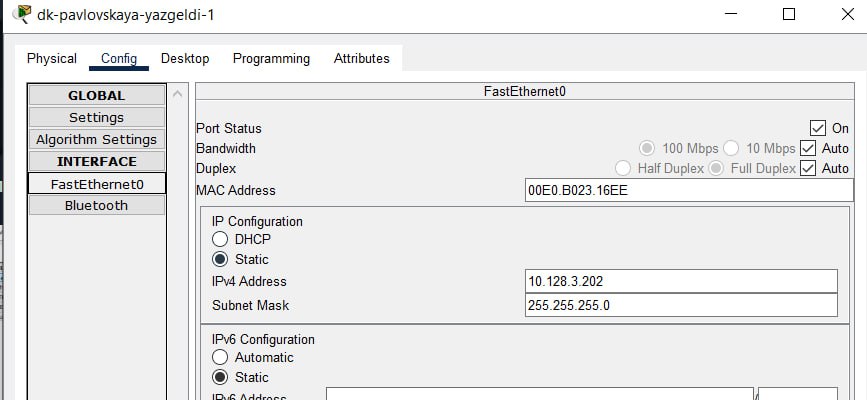 dk-pavlovskaya-yazgeldi-1
Physical Config Desktop Programming Attributes
GLOBAL
Settings
Algorithm Settings
INTERFACE
FastEthernet0
Bluetooth
FastEthernet0
Port Status On
Bandwidth 100 Mbps 10 Mbps Auto
Duplex Half Duplex Full Duplex Auto
MAC Address 00E0.B023.16EE
IP Configuration
DHCP
Static
IPv4 Address 10.128.3.202
Subnet Mask 255.255.255.0
IPv6 Configuration
Automatic
Static
IPv6 Address /